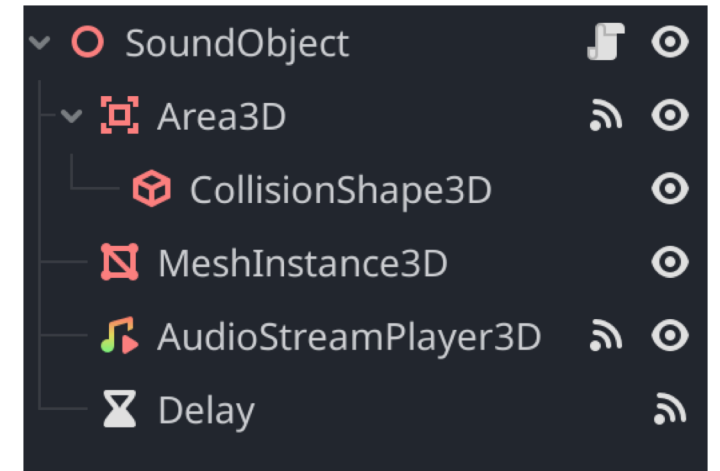 SoundObject
Area3D
CollisionShape3D
MeshInstance3D
AudioStreamPlayer3D
Delay